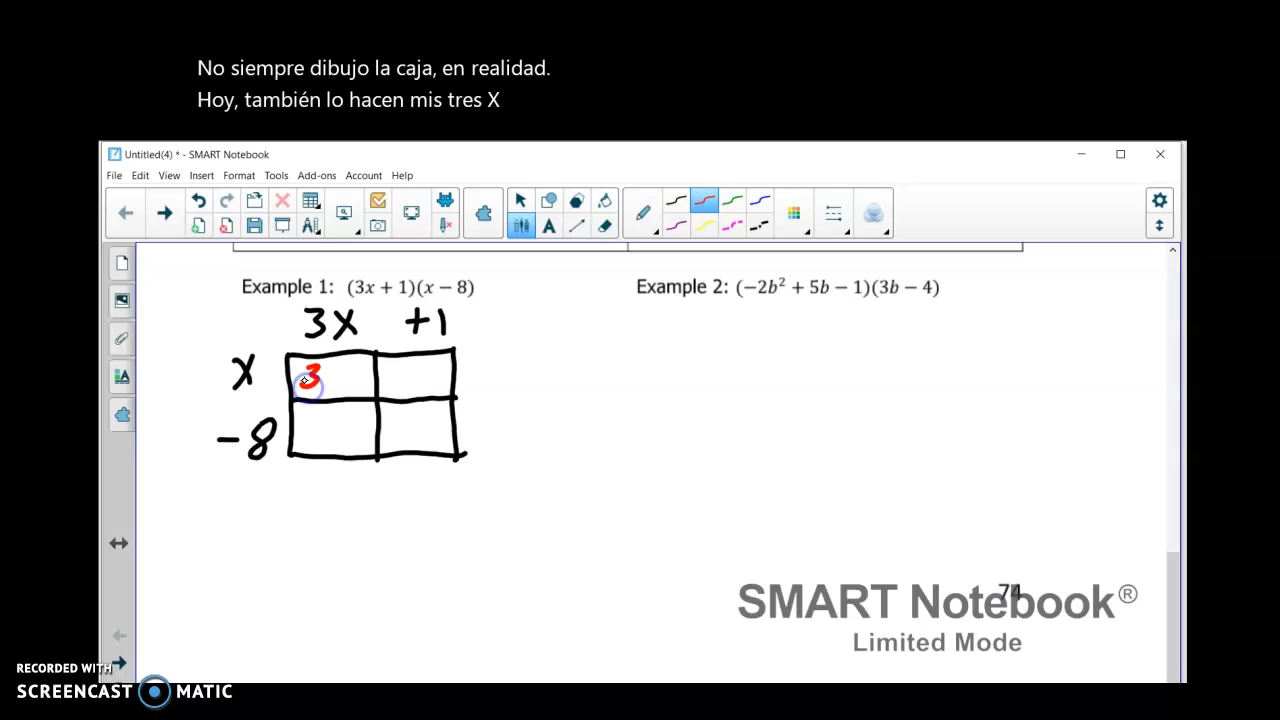 No siempre dibujo la caja, en realidad.
Hoy, también lo hacen mis tres X
Untitled(4) * - SMART Notebook
File Edit View Insert Format Tools Add-ons Account Help
Example 1: (3x + 1)(x − 8)
Example 2: (−2b² + 5b − 1)(3b − 4)
3x +1
x 3
-8
74
SMART Notebook®
Limited Mode
RECORDED WITH
SCREENCAST MATIC